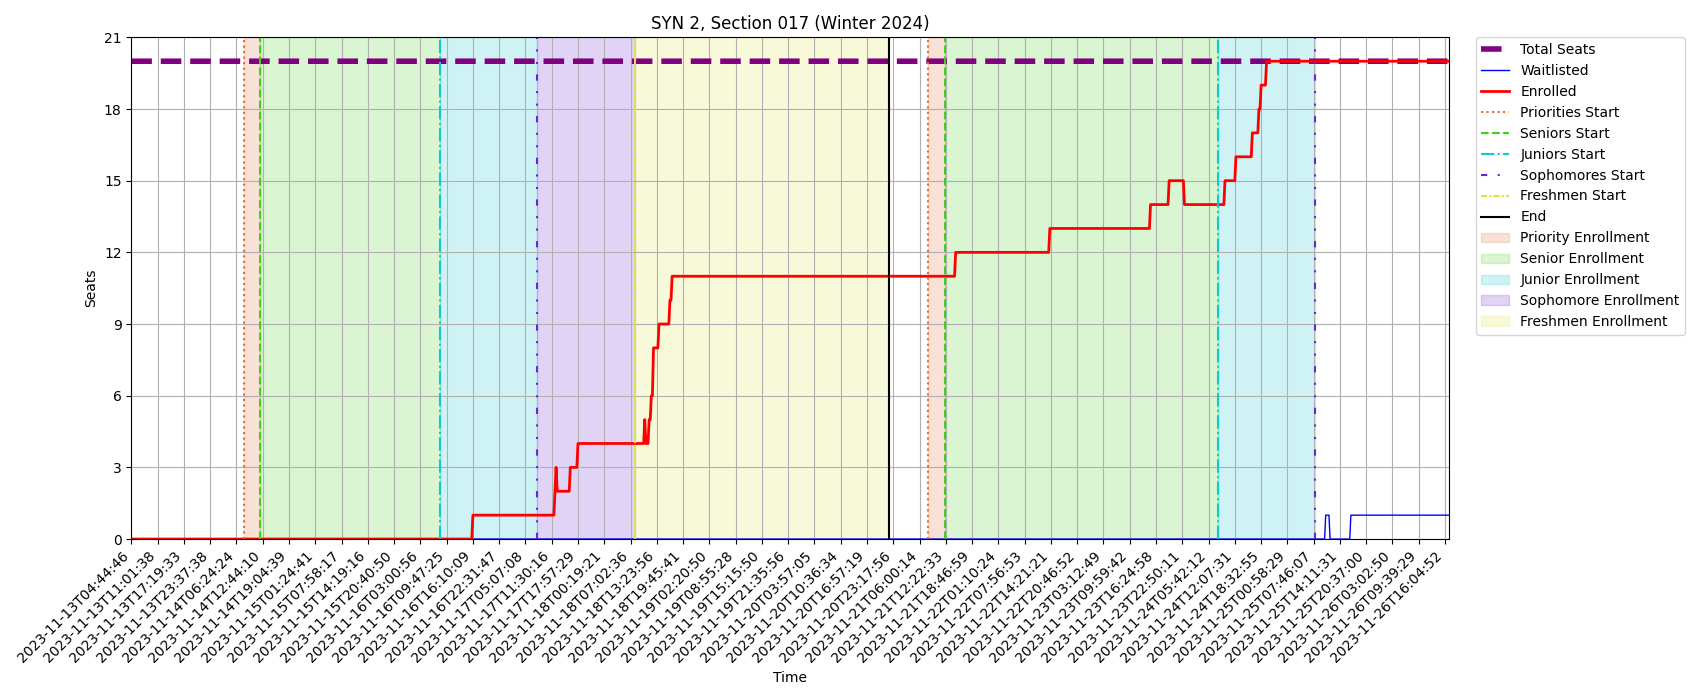 SYN 2, Section 017 (Winter 2024)
21
18
15
12
9
6
3
0
Seats
2023-11-13T04:44:46
2023-11-13T11:01:38
2023-11-13T17:19:33
2023-11-13T23:37:38
2023-11-14T06:24:24
2023-11-14T12:44:10
2023-11-14T19:04:39
2023-11-15T01:24:41
2023-11-15T07:58:17
2023-11-15T14:19:16
2023-11-15T20:40:50
2023-11-16T03:00:56
2023-11-16T09:47:25
2023-11-16T16:10:09
2023-11-16T22:31:47
2023-11-17T05:07:08
2023-11-17T11:30:16
2023-11-17T17:57:29
2023-11-18T00:19:21
2023-11-18T07:02:36
2023-11-18T13:23:56
2023-11-18T19:45:41
2023-11-19T02:20:50
2023-11-19T08:55:28
2023-11-19T15:15:50
2023-11-19T21:35:56
2023-11-20T03:57:05
2023-11-20T10:36:34
2023-11-20T16:57:19
2023-11-20T23:17:56
2023-11-21T06:00:14
2023-11-21T12:22:33
2023-11-21T18:46:59
2023-11-22T01:10:24
2023-11-22T07:56:53
2023-11-22T14:21:21
2023-11-22T20:46:52
2023-11-23T03:12:49
2023-11-23T09:59:42
2023-11-23T16:24:58
2023-11-23T22:50:11
2023-11-24T05:42:12
2023-11-24T12:07:31
2023-11-24T18:32:55
2023-11-25T00:58:29
2023-11-25T07:46:07
2023-11-25T14:11:31
2023-11-25T20:37:00
2023-11-26T03:02:50
2023-11-26T09:39:29
2023-11-26T16:04:52
Time
Total Seats
Waitlisted
Enrolled
Priorities Start
Seniors Start
Juniors Start
Sophomores Start
Freshmen Start
End
Priority Enrollment
Senior Enrollment
Junior Enrollment
Sophomore Enrollment
Freshmen Enrollment